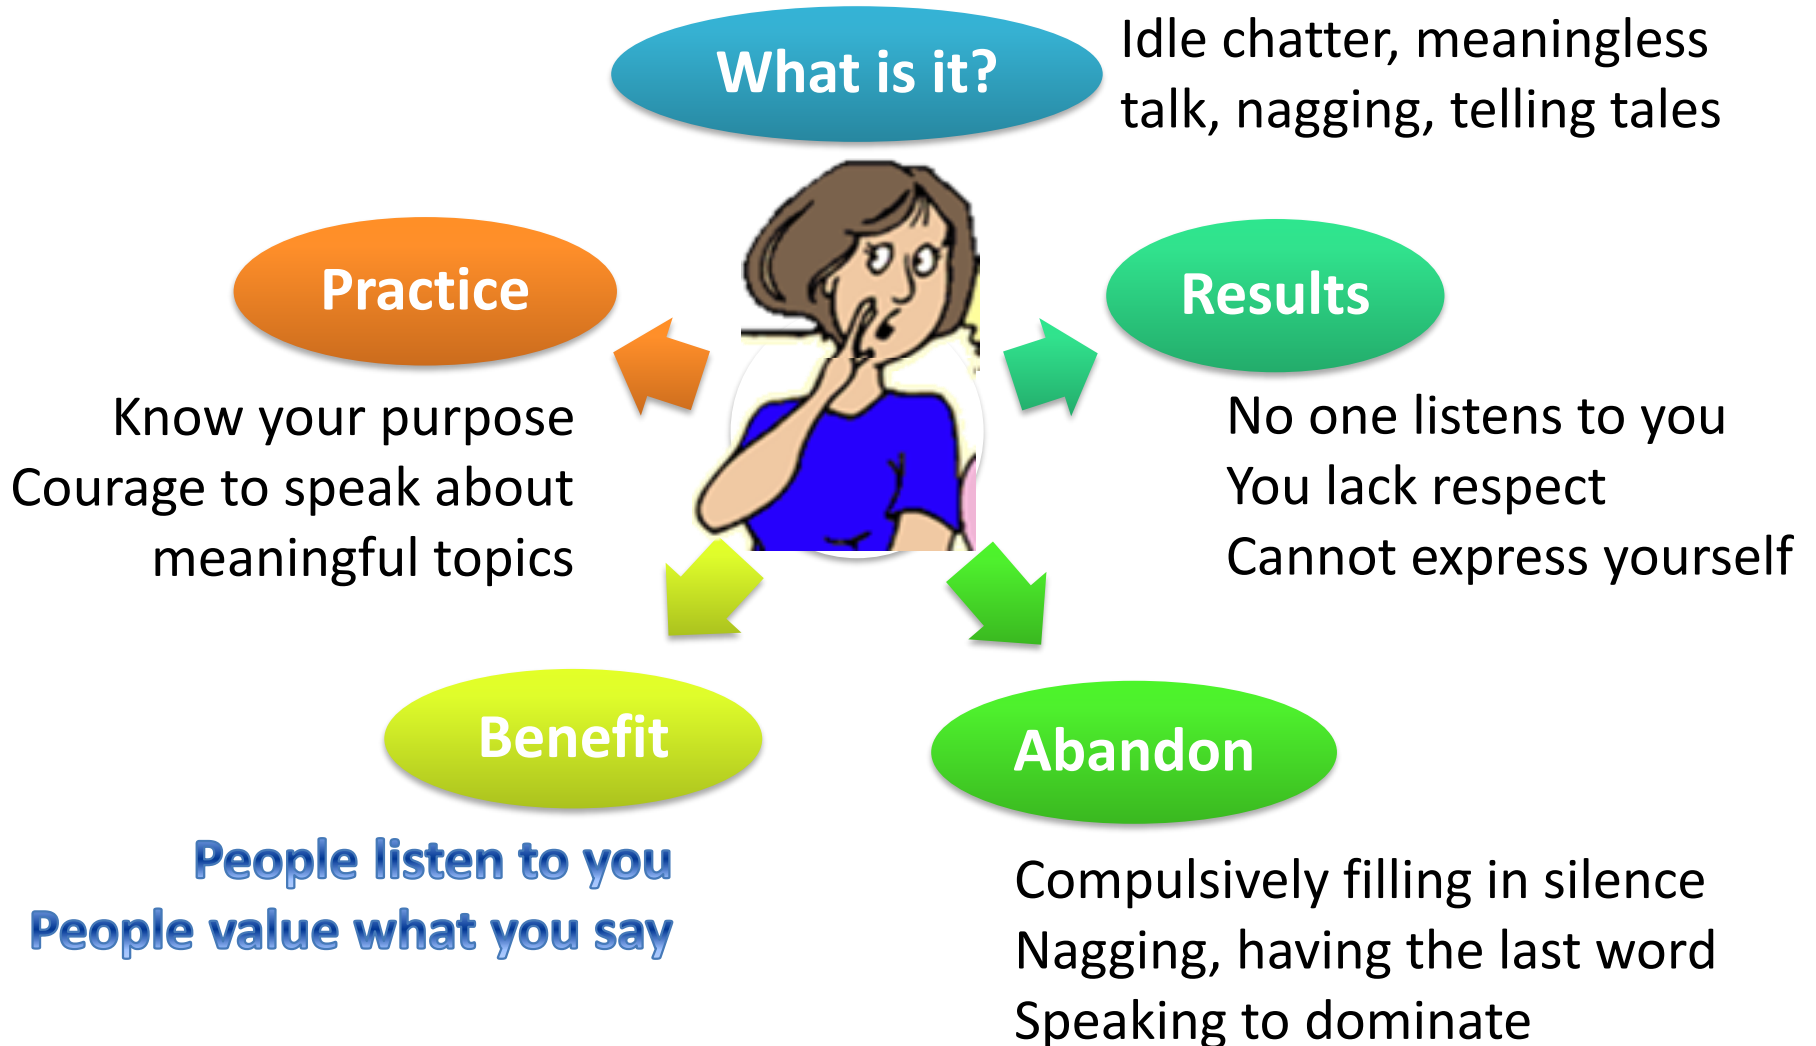 What is it?
Idle chatter, meaningless
talk, nagging, telling tales
Practice
Know your purpose
Courage to speak about
meaningful topics
Results
No one listens to you
You lack respect
Cannot express yourself
Benefit
People listen to you
People value what you say
Abandon
Compulsively filling in silence
Nagging, having the last word
Speaking to dominate